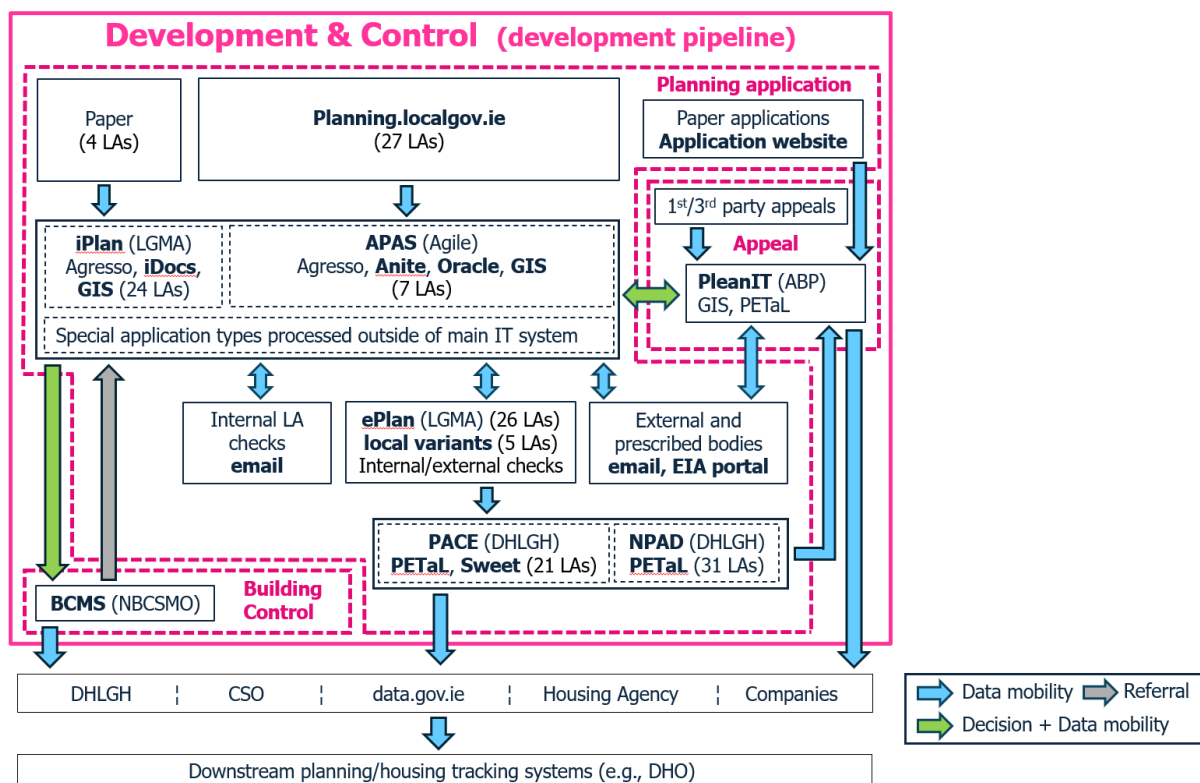 Development & Control (development pipeline)
Planning application
Paper
(4 LAs)
Planning.localgov.ie
(27 LAs)
Paper applications
Application website
1st/3rd party appeals
Appeal
iPlan (LGMA)
Agresso, iDocs,
GIS (24 LAs)
APAS (Agile)
Agresso, Anite, Oracle, GIS
(7 LAs)
PleanIT (ABP)
GIS, PETaL
Special application types processed outside of main IT system
Internal LA
checks
email
ePlan (LGMA) (26 LAs)
local variants (5 LAs)
Internal/external checks
External and
prescribed bodies
email, EIA portal
PACE (DHLGH)
PETaL, Sweet (21 LAs)
NPAD (DHLGH)
PETaL (31 LAs)
BCMS (NBCSMO)
Building
Control
DHLGH ¦ CSO ¦ data.gov.ie ¦ Housing Agency ¦ Companies
Data mobility
Referral
Decision + Data mobility
Downstream planning/housing tracking systems (e.g., DHO)